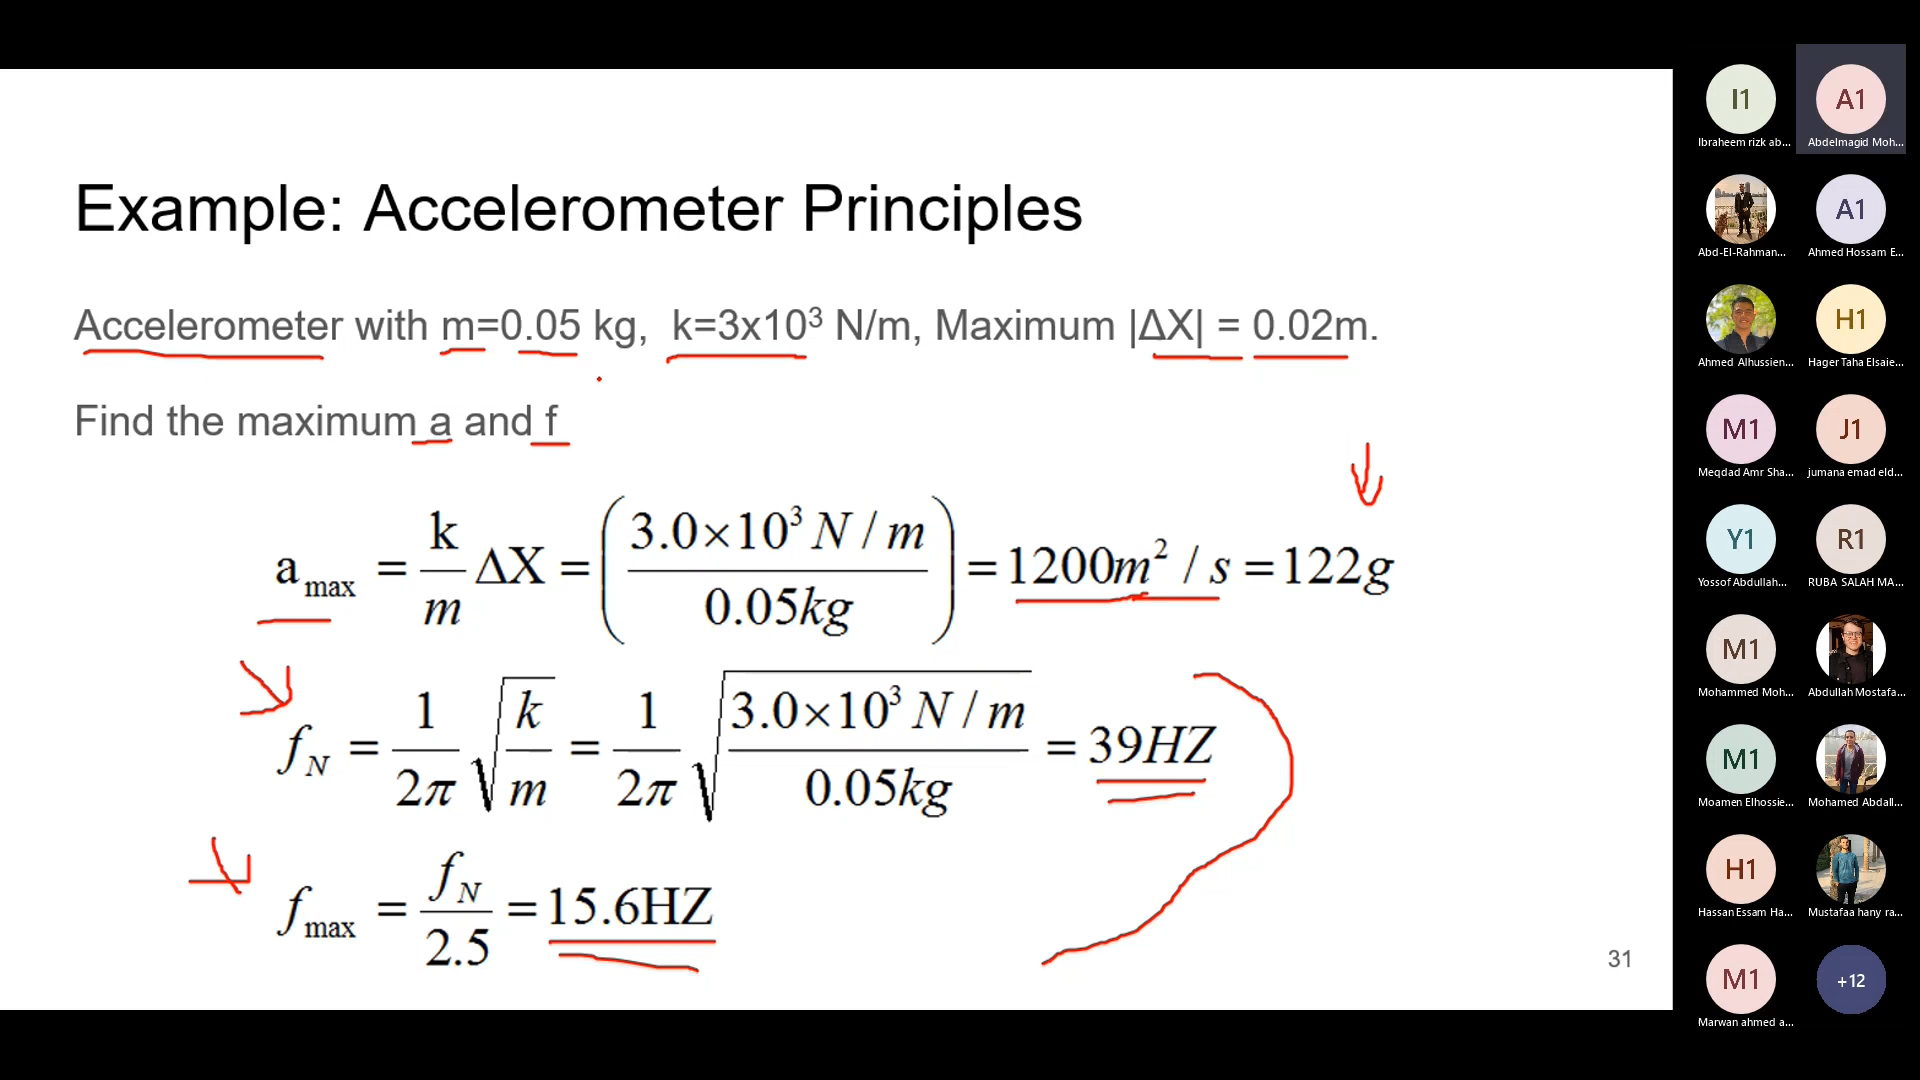 Example: Accelerometer Principles
Accelerometer with m=0.05 kg, k=3x10³ N/m, Maximum |ΔX| = 0.02m.
Find the maximum a and f
a max = k/m ΔX = (3.0×10³ N / m / 0.05kg) = 1200m² / s = 122g
f N = 1/2π √(k/m) = 1/2π √(3.0×10³ N / m / 0.05kg) = 39HZ
f max = f N/2.5 = 15.6HZ
31
I1
Ibraheem rizk ab...
A1
Abdelmagid Moh...
Abd-El-Rahman...
A1
Ahmed Hossam E...
Ahmed Alhussien...
H1
Hager Taha Elsaie...
M1
Meqdad Amr Sha...
J1
jumana emad eld...
Y1
Yossof Abdullah...
R1
RUBA SALAH MA...
M1
Mohammed Moh...
Abdullah Mostafa...
M1
Moamen Elhossie...
Mohamed Abdall...
H1
Hassan Essam Ha...
Mustafaa hany ra...
M1
Marwan ahmed a...
+12